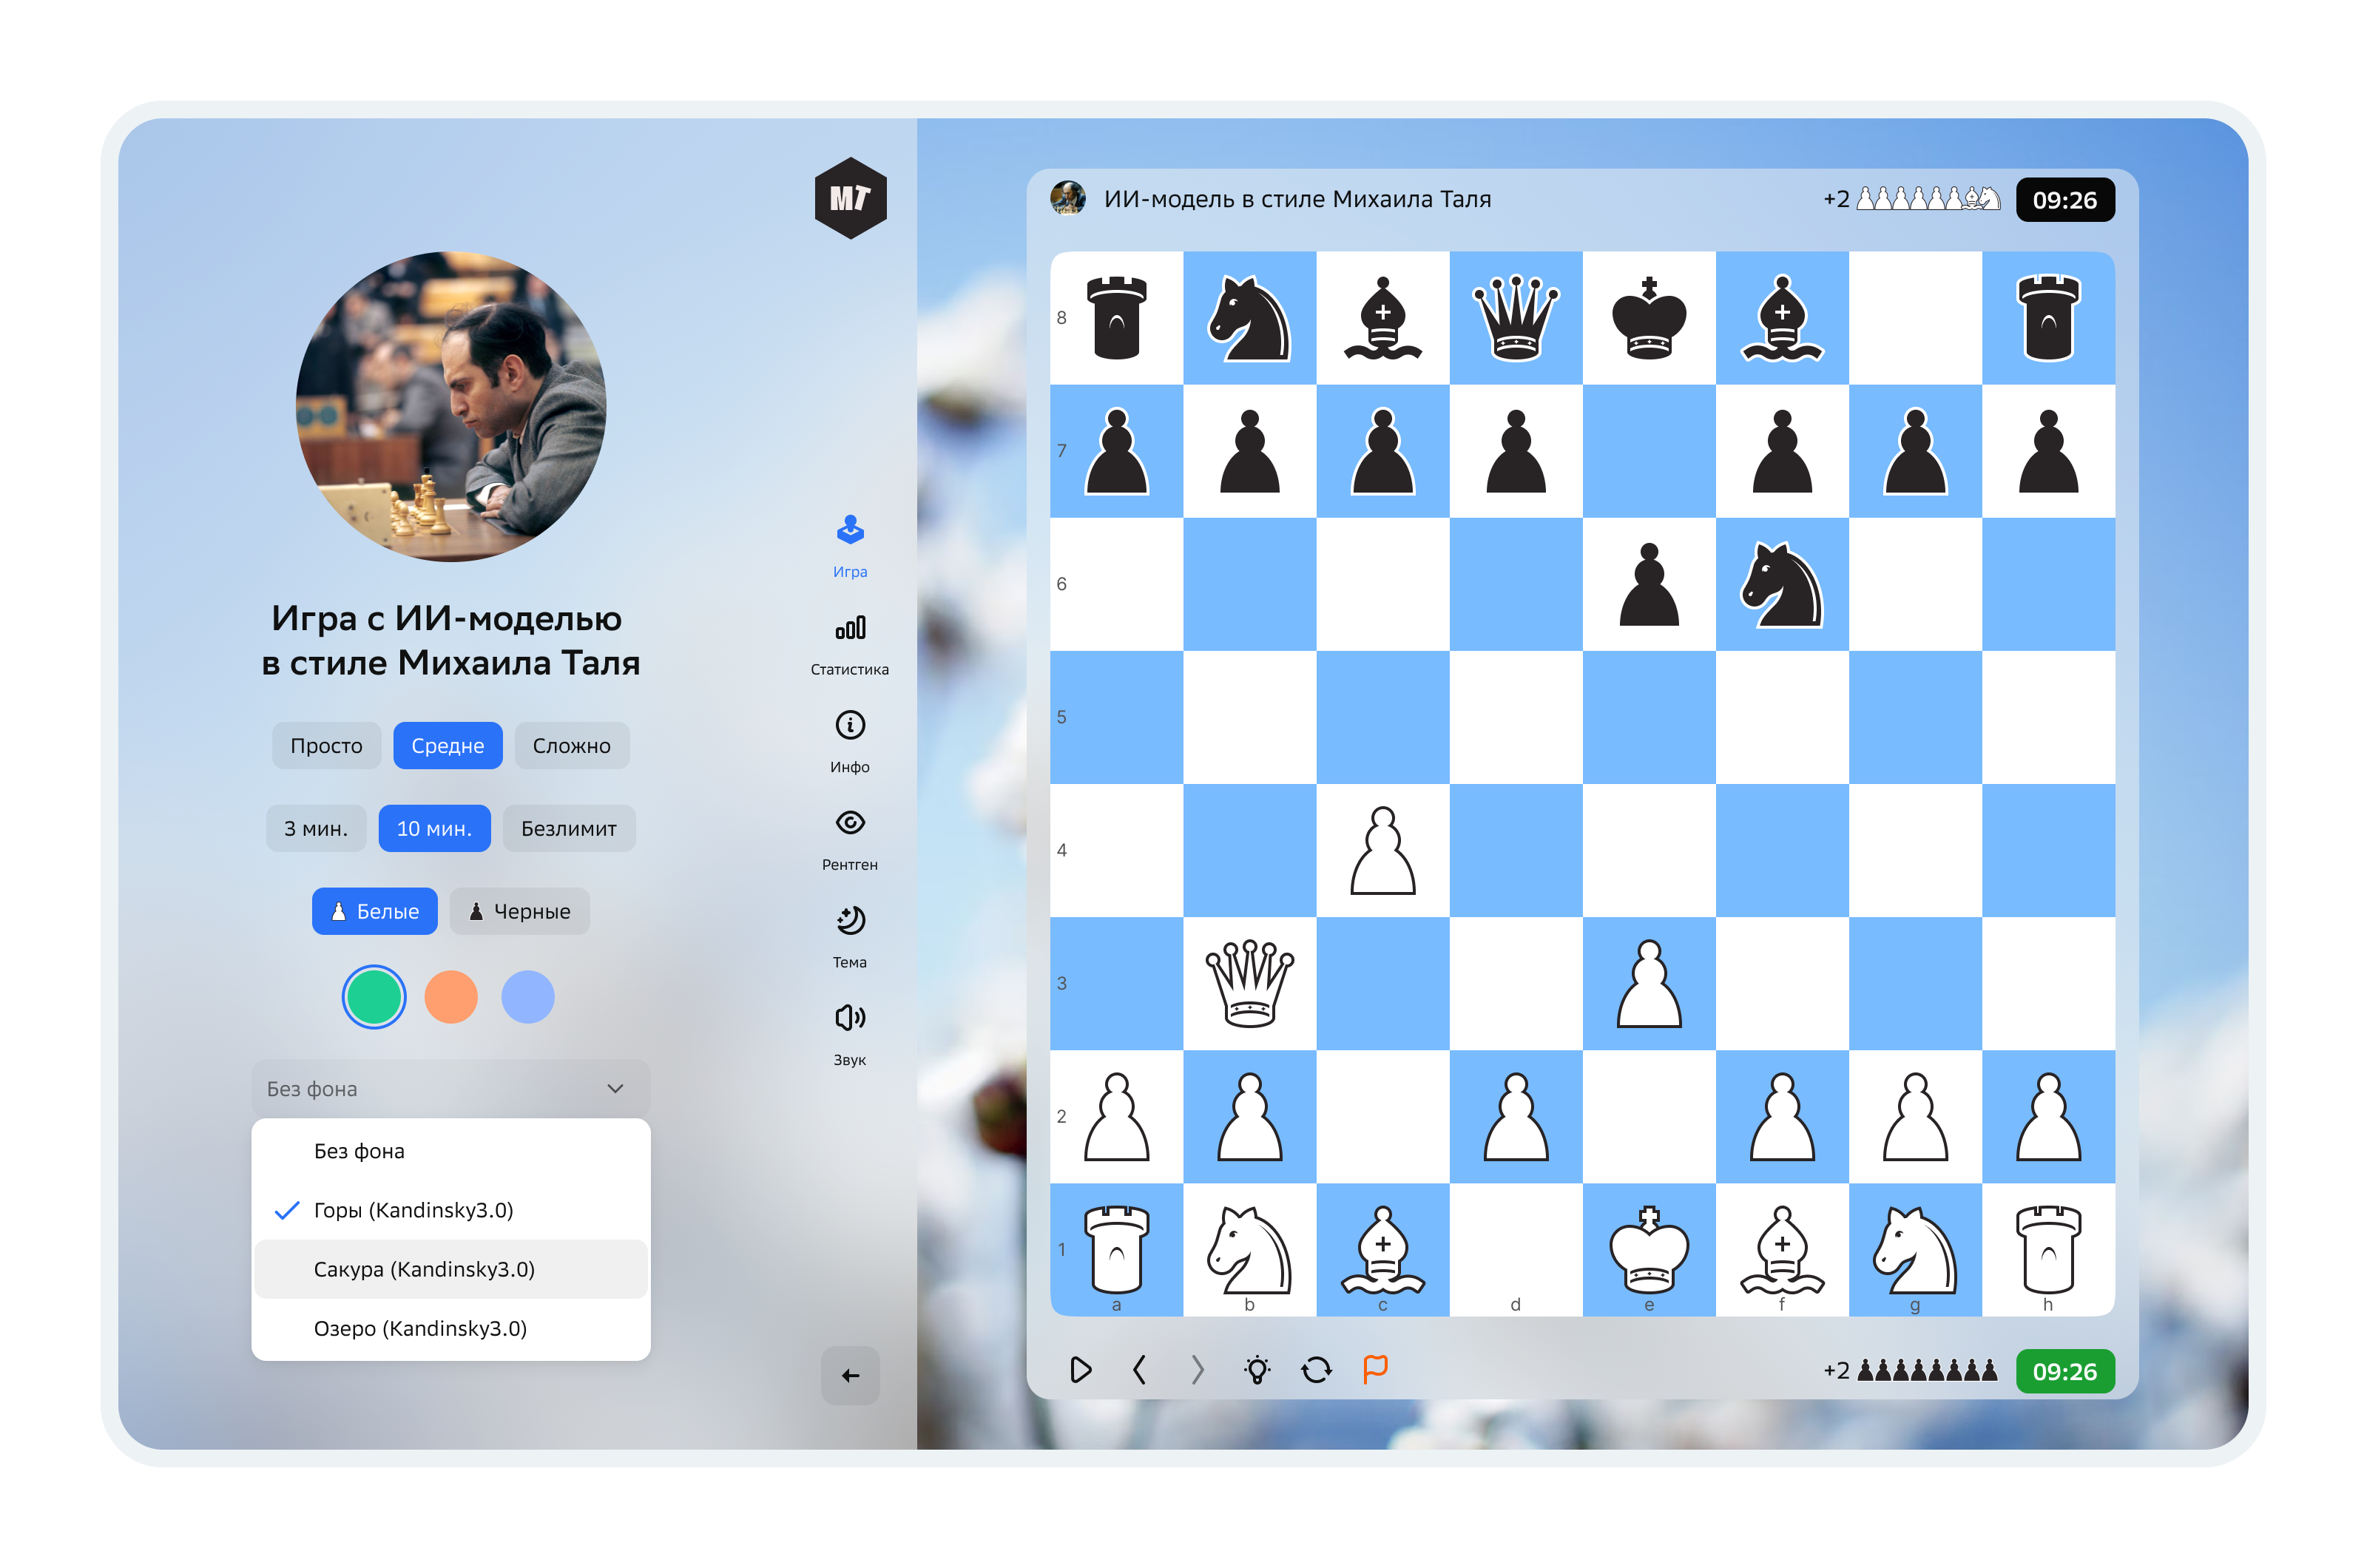 МТ
Игра с ИИ-моделью
в стиле Михаила Таля
Просто Средне Сложно
3 мин. 10 мин. Безлимит
Белые Черные
Без фона
Без фона
Горы (Kandinsky3.0)
Сакура (Kandinsky3.0)
Озеро (Kandinsky3.0)
Игра
Статистика
Инфо
Рентген
Тема
Звук
ИИ-модель в стиле Михаила Таля
+2 09:26
8
7
6
5
4
3
2
1
a b c d e f g h
+2 09:26